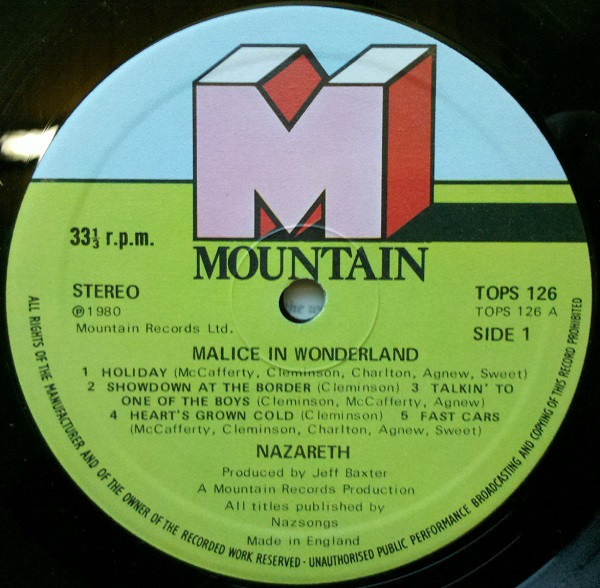 MOUNTAIN
33⅓ r.p.m.
STEREO
℗1980
Mountain Records Ltd.
TOPS 126
TOPS 126 A
SIDE 1
MALICE IN WONDERLAND
1 HOLIDAY (McCafferty, Cleminson, Charlton, Agnew, Sweet)
2 SHOWDOWN AT THE BORDER (Cleminson) 3 TALKIN' TO
ONE OF THE BOYS (Cleminson, McCafferty, Agnew)
4 HEART'S GROWN COLD (Cleminson) 5 FAST CARS
(McCafferty, Cleminson, Charlton, Agnew, Sweet)
NAZARETH
Produced by Jeff Baxter
A Mountain Records Production
All titles published by
Nazsongs
Made in England
ALL RIGHTS OF THE MANUFACTURER AND OF THE OWNER OF THE RECORDED WORK RESERVED · UNAUTHORISED PUBLIC PERFORMANCE BROADCASTING AND COPYING OF THIS RECORD PROHIBITED